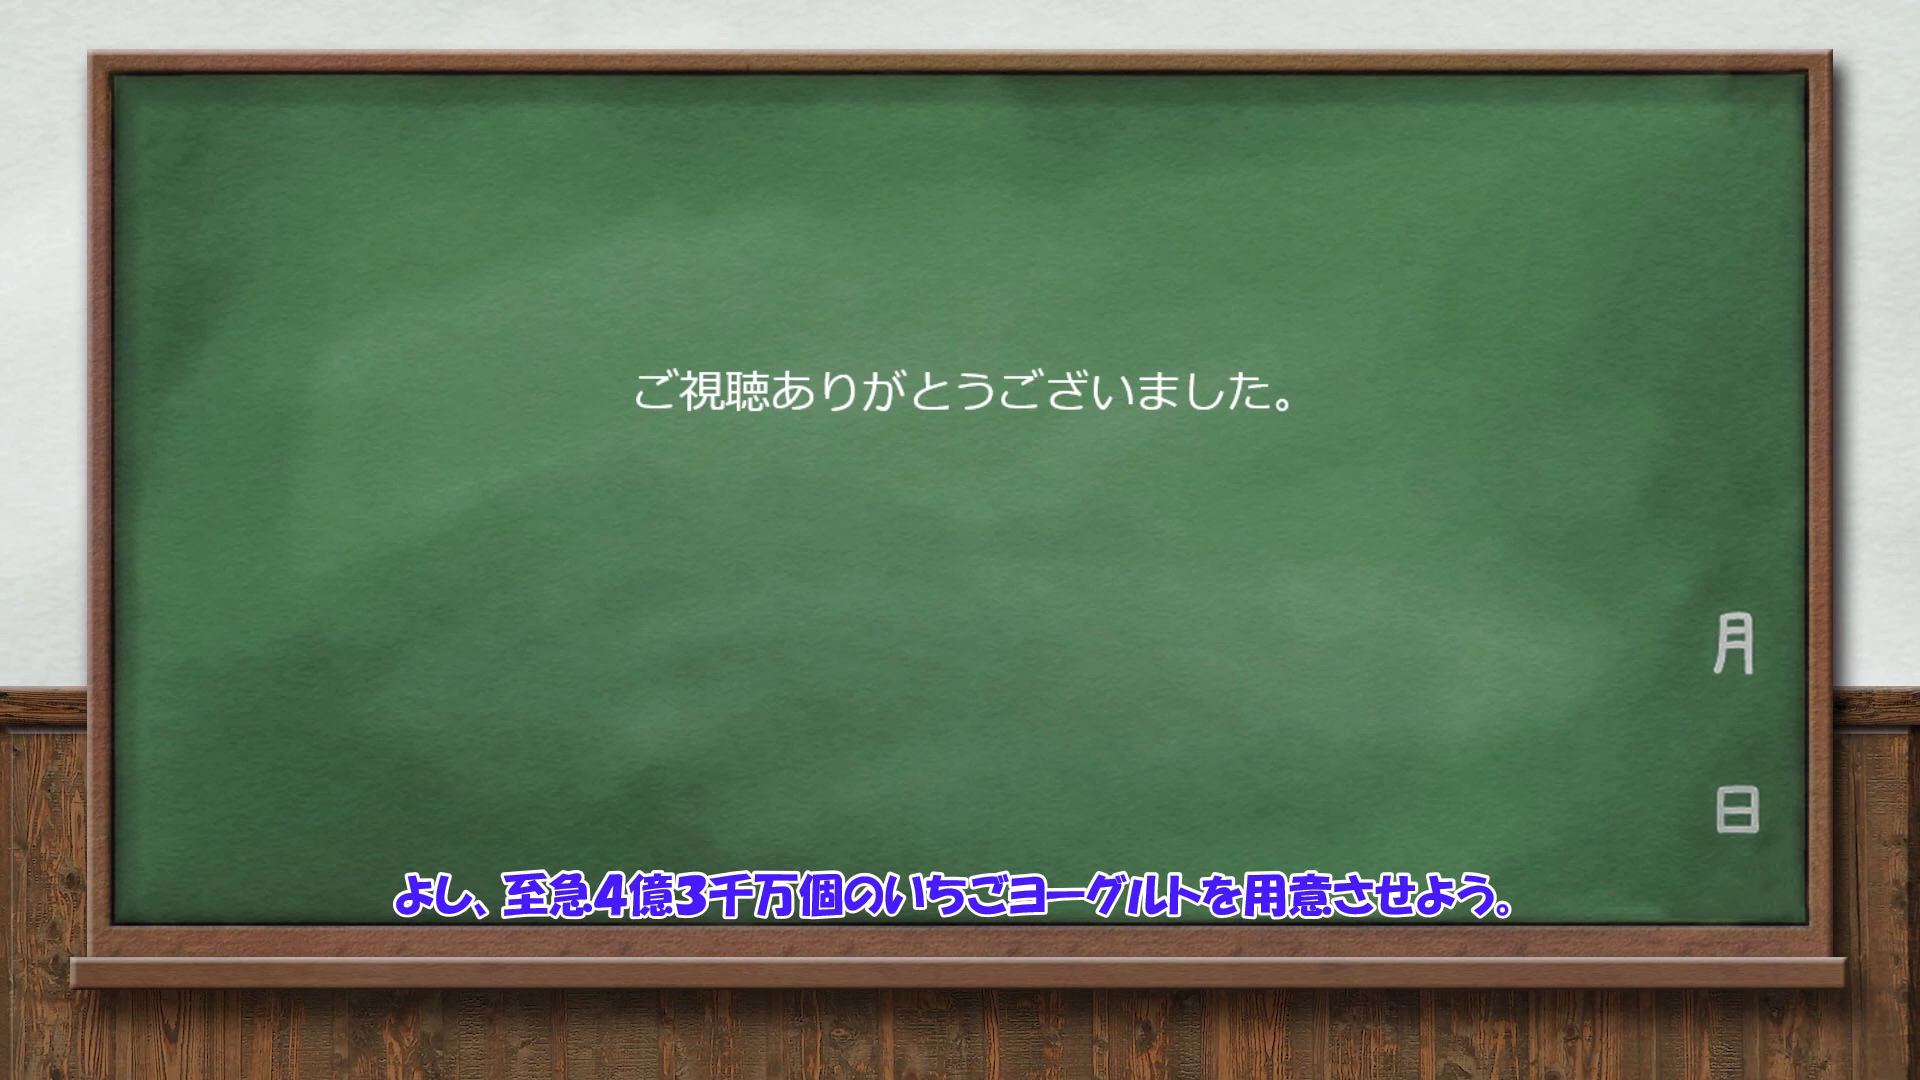 ご視聴ありがとうございました。
月
日
よし、至急4億3千万個のいちごヨーグルトを用意させよう。